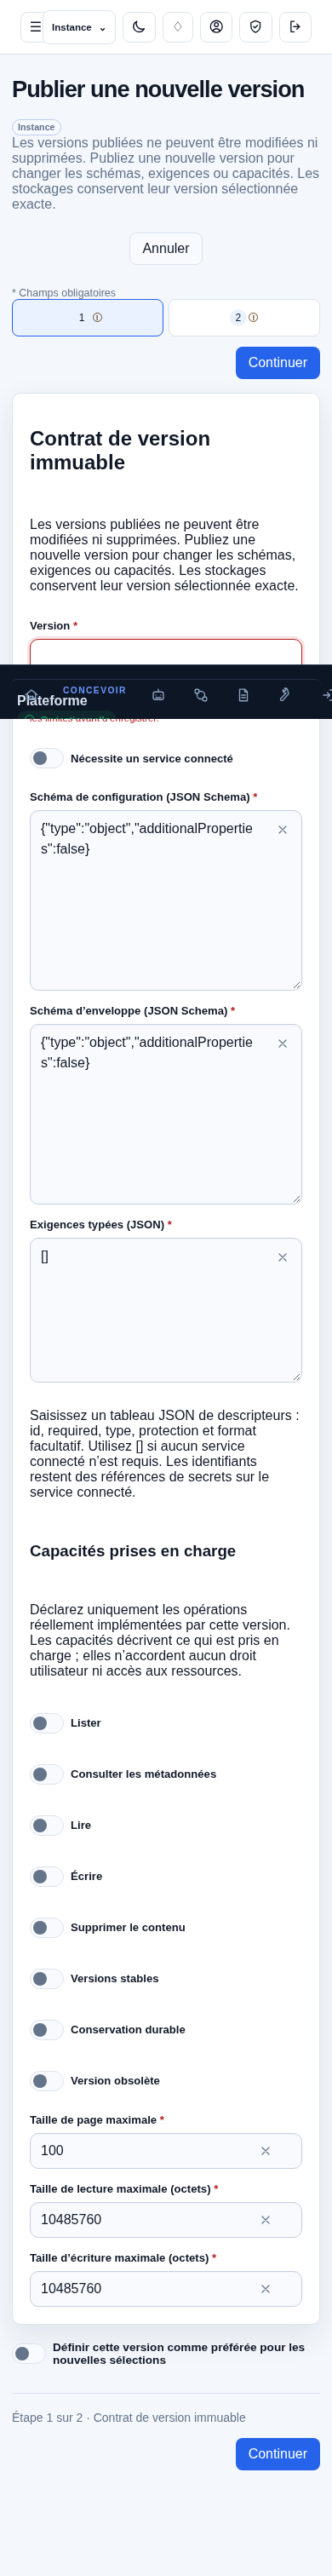 Instance
Publier une nouvelle version
Instance
Les versions publiées ne peuvent être modifiées ni
supprimées. Publiez une nouvelle version pour
changer les schémas, exigences ou capacités. Les
stockages conservent leur version sélectionnée
exacte.
Annuler
* Champs obligatoires
1
2
Continuer
Contrat de version
immuable
Les versions publiées ne peuvent être
modifiées ni supprimées. Publiez une
nouvelle version pour changer les schémas,
exigences ou capacités. Les stockages
conservent leur version sélectionnée exacte.
Version *
CONCEVOIR
Plateforme
Nécessite un service connecté
Schéma de configuration (JSON Schema) *
{"type":"object","additionalPropertie
s":false}
Schéma d’enveloppe (JSON Schema) *
{"type":"object","additionalPropertie
s":false}
Exigences typées (JSON) *
[]
Saisissez un tableau JSON de descripteurs :
id, required, type, protection et format
facultatif. Utilisez [] si aucun service
connecté n’est requis. Les identifiants
restent des références de secrets sur le
service connecté.
Capacités prises en charge
Déclarez uniquement les opérations
réellement implémentées par cette version.
Les capacités décrivent ce qui est pris en
charge ; elles n’accordent aucun droit
utilisateur ni accès aux ressources.
Lister
Consulter les métadonnées
Lire
Écrire
Supprimer le contenu
Versions stables
Conservation durable
Version obsolète
Taille de page maximale *
100
Taille de lecture maximale (octets) *
10485760
Taille d’écriture maximale (octets) *
10485760
Définir cette version comme préférée pour les
nouvelles sélections
Étape 1 sur 2 · Contrat de version immuable
Continuer